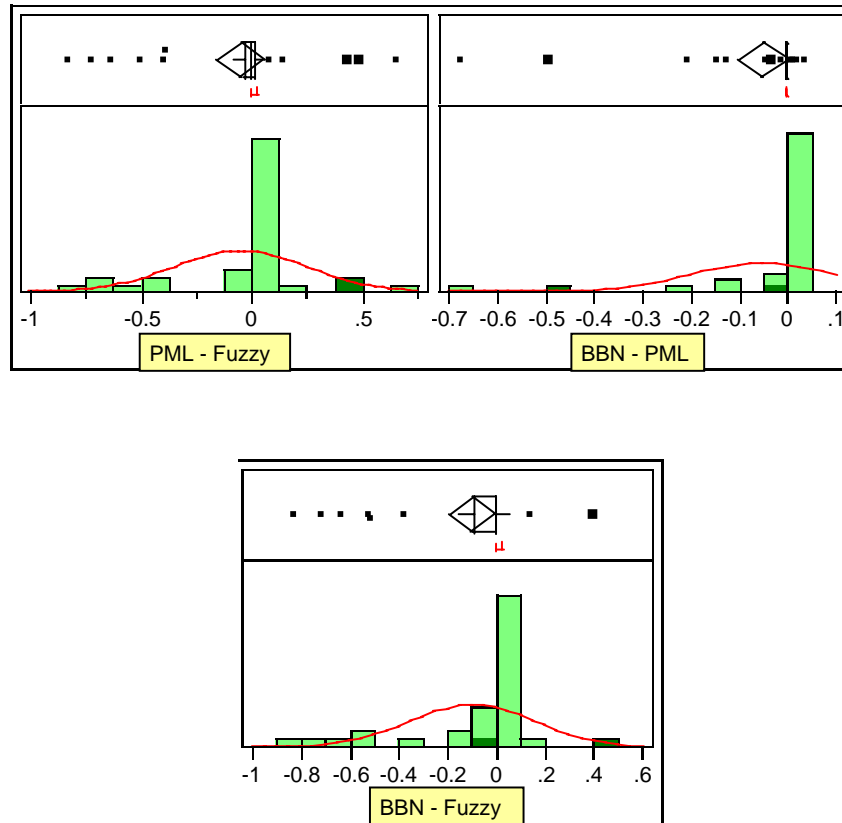 -1 -0.5 0 .5
PML - Fuzzy
-0.7 -0.6 -0.5 -0.4 -0.3 -0.2 -0.1 0 .1
BBN - PML
-1 -0.8 -0.6 -0.4 -0.2 0 .2 .4 .6
BBN - Fuzzy